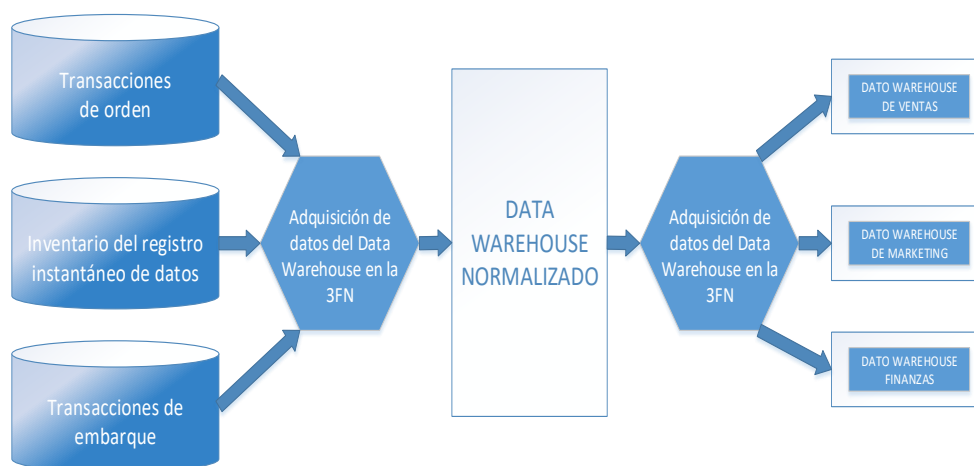 Transacciones
de orden
Inventario del registro
instantáneo de datos
Transacciones de
embarque
Adquisición de
datos del Data
Warehouse en la
3FN
DATA
WAREHOUSE
NORMALIZADO
Adquisición de
datos del Data
Warehouse en la
3FN
DATO WAREHOUSE
DE VENTAS
DATO WAREHOUSE
DE MARKETING
DATO WAREHOUSE
FINANZAS